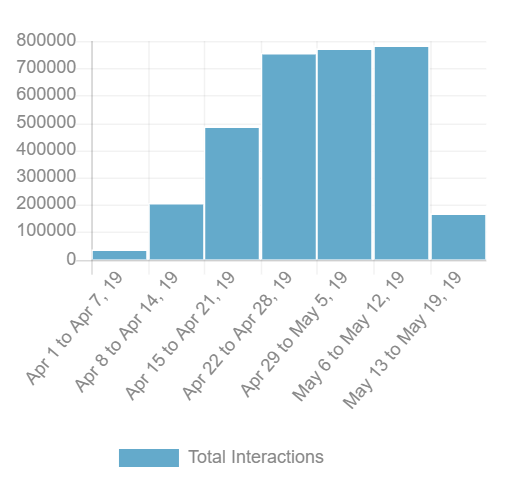 800000
700000
600000
500000
400000
300000
200000
100000
0
Apr 1 to Apr 7, 19
Apr 8 to Apr 14, 19
Apr 15 to Apr 21, 19
Apr 22 to Apr 28, 19
Apr 29 to May 5, 19
May 6 to May 12, 19
May 13 to May 19, 19
Total Interactions